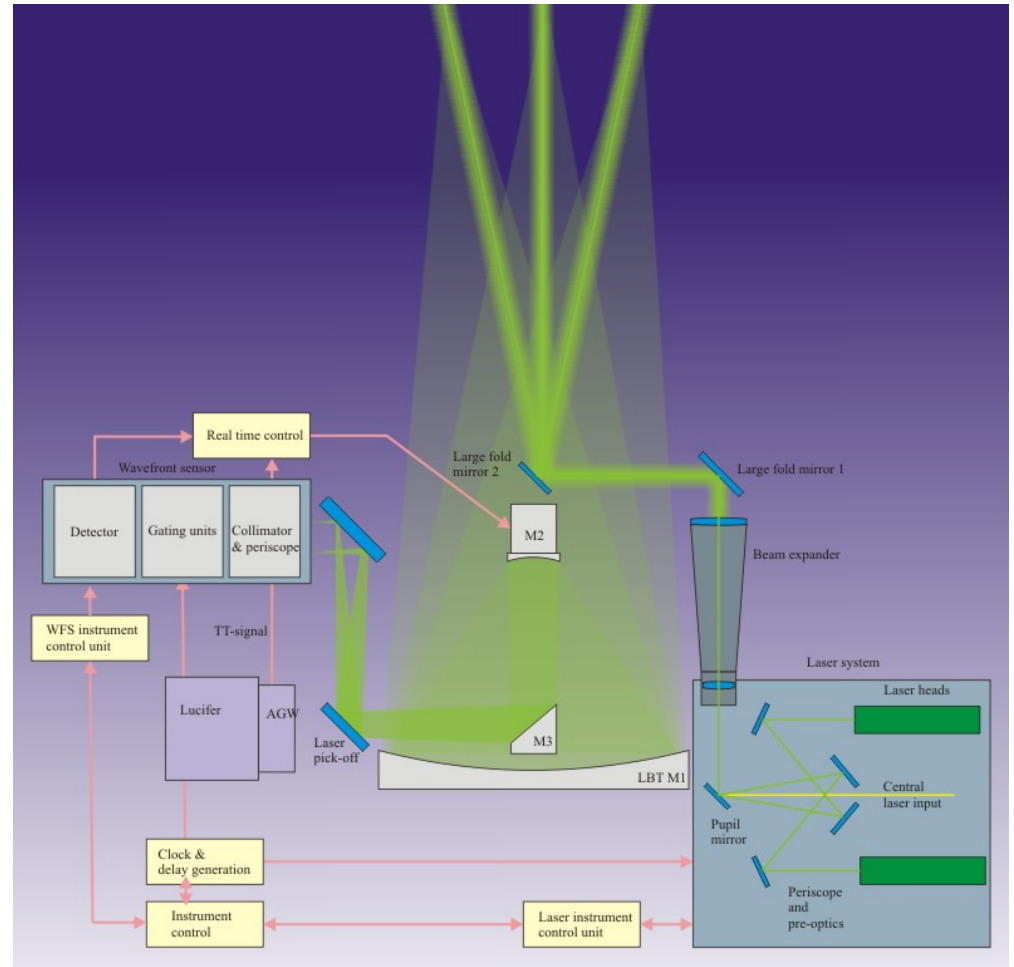 Real time control
Wavefront sensor
Large fold
mirror 2
Large fold mirror 1
Detector
Gating units
Collimator
& periscope
M2
Beam expander
WFS instrument
control unit
TT-signal
Laser system
Laser heads
Lucifer
AGW
Laser
pick-off
M3
LBT M1
Central
laser input
Pupil
mirror
Clock &
delay generation
Periscope
and
pre-optics
Instrument
control
Laser instrument
control unit